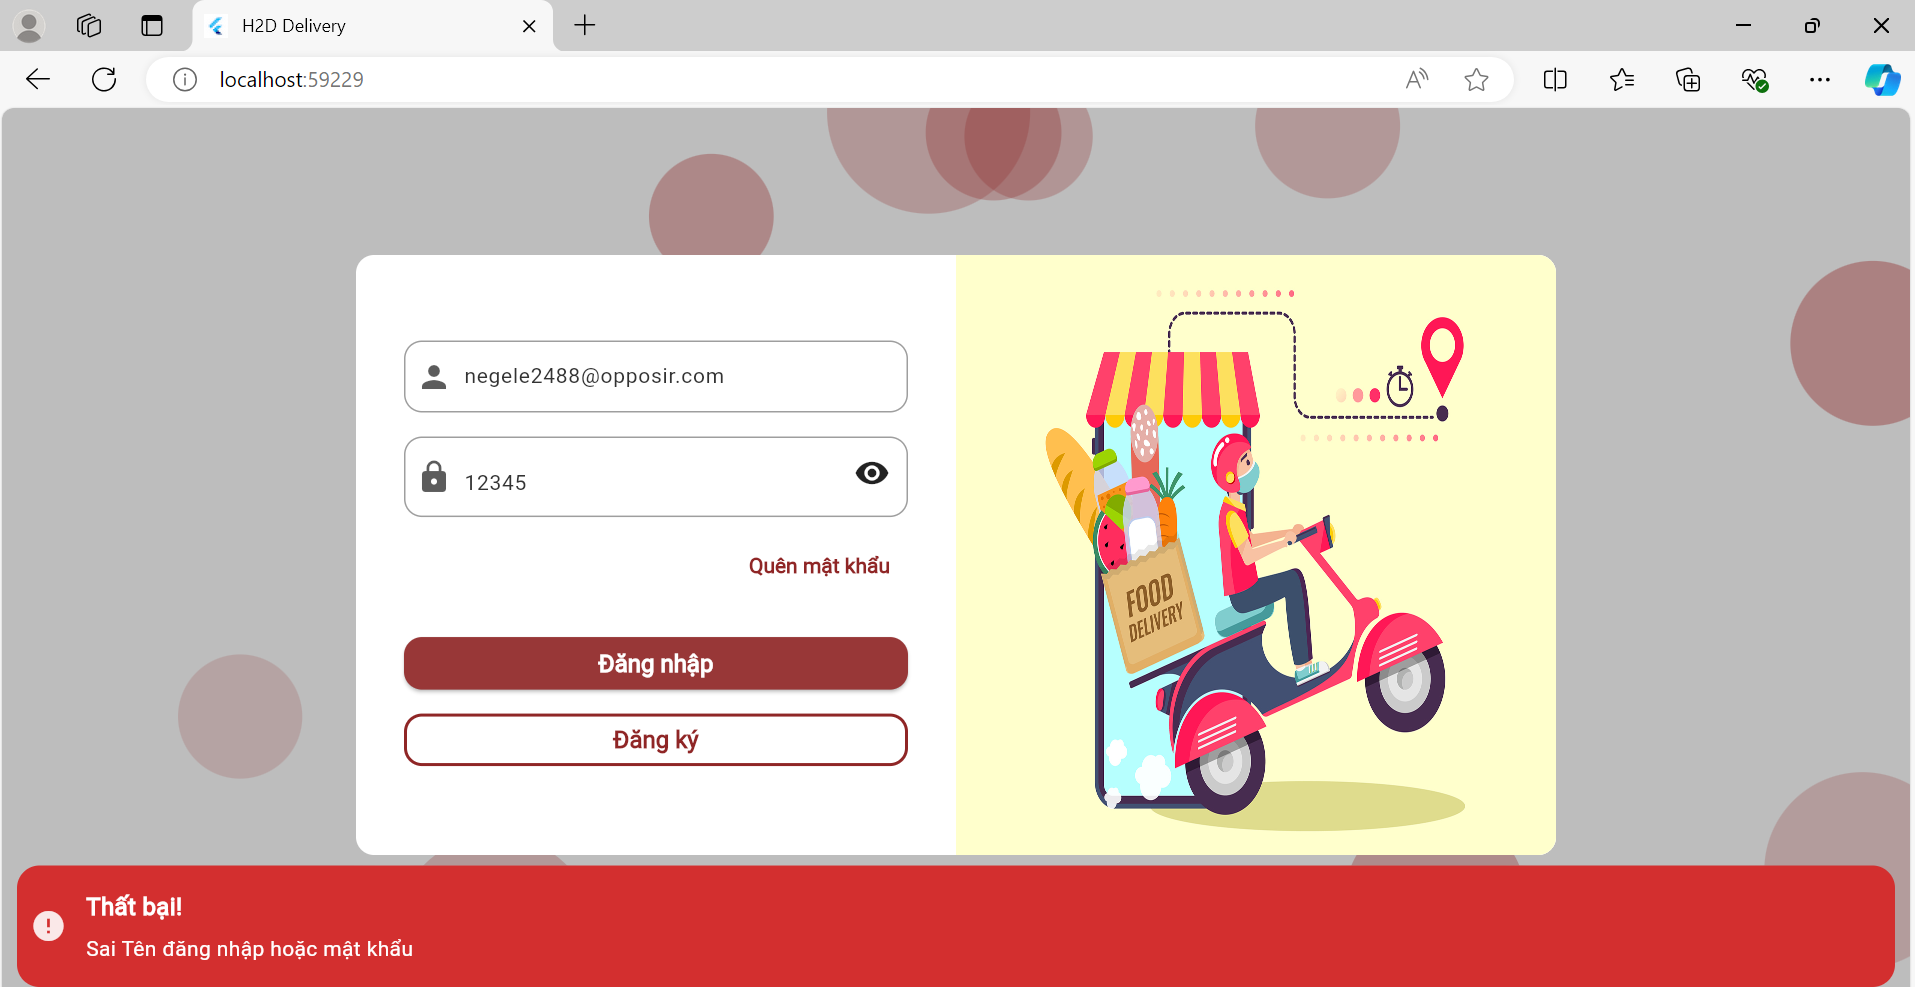 H2D Delivery
localhost:59229
negele2488@opposir.com
12345
Quên mật khẩu
Đăng nhập
Đăng ký
FOOD
DELIVERY
Thất bại!
Sai Tên đăng nhập hoặc mật khẩu